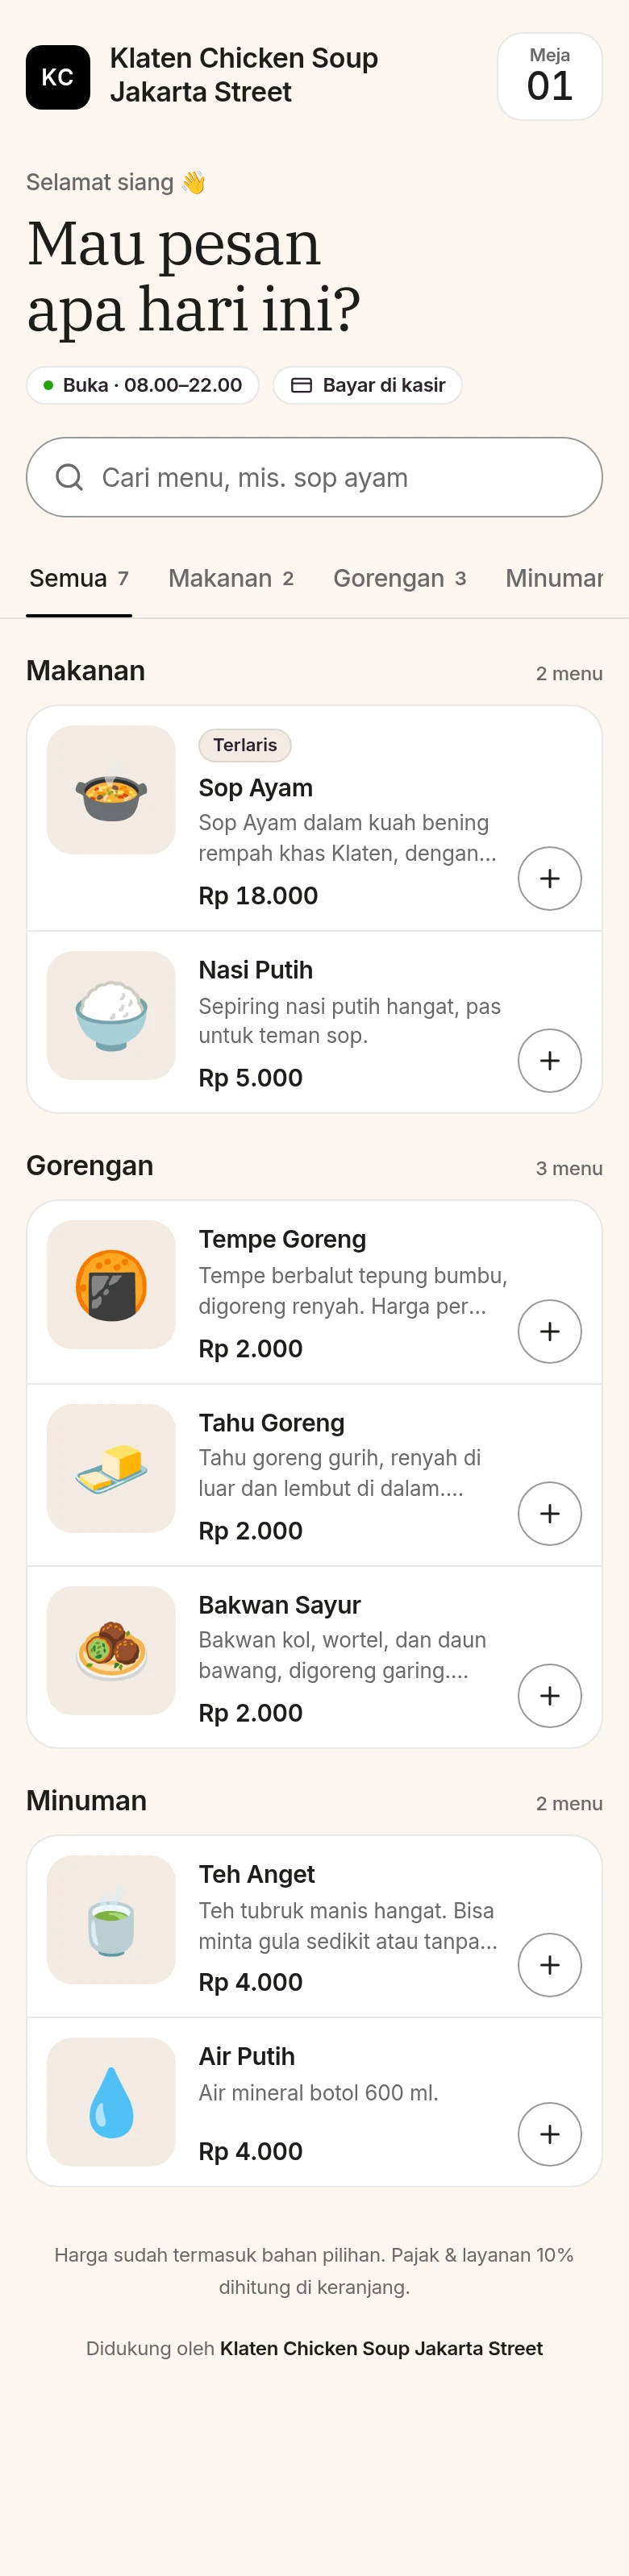 KC
Klaten Chicken Soup
Jakarta Street
Meja
01
Selamat siang 👋
Mau pesan
apa hari ini?
Buka · 08.00–22.00
Bayar di kasir
Cari menu, mis. sop ayam
Semua 7
Makanan 2
Gorengan 3
Minuman
Makanan
2 menu
Terlaris
Sop Ayam
Sop Ayam dalam kuah bening
rempah khas Klaten, dengan...
Rp 18.000
Nasi Putih
Sepiring nasi putih hangat, pas
untuk teman sop.
Rp 5.000
Gorengan
3 menu
Tempe Goreng
Tempe berbalut tepung bumbu,
digoreng renyah. Harga per...
Rp 2.000
Tahu Goreng
Tahu goreng gurih, renyah di
luar dan lembut di dalam....
Rp 2.000
Bakwan Sayur
Bakwan kol, wortel, dan daun
bawang, digoreng garing....
Rp 2.000
Minuman
2 menu
Teh Anget
Teh tubruk manis hangat. Bisa
minta gula sedikit atau tanpa...
Rp 4.000
Air Putih
Air mineral botol 600 ml.
Rp 4.000
Harga sudah termasuk bahan pilihan. Pajak & layanan 10%
dihitung di keranjang.
Didukung oleh Klaten Chicken Soup Jakarta Street